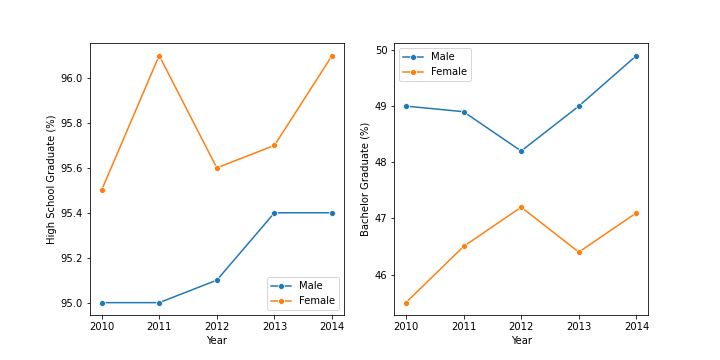 High School Graduate (%)
96.0
95.8
95.6
95.4
95.2
95.0
Male
Female
2010 2011 2012 2013 2014
Year
Bachelor Graduate (%)
50
49
48
47
46
Male
Female
2010 2011 2012 2013 2014
Year